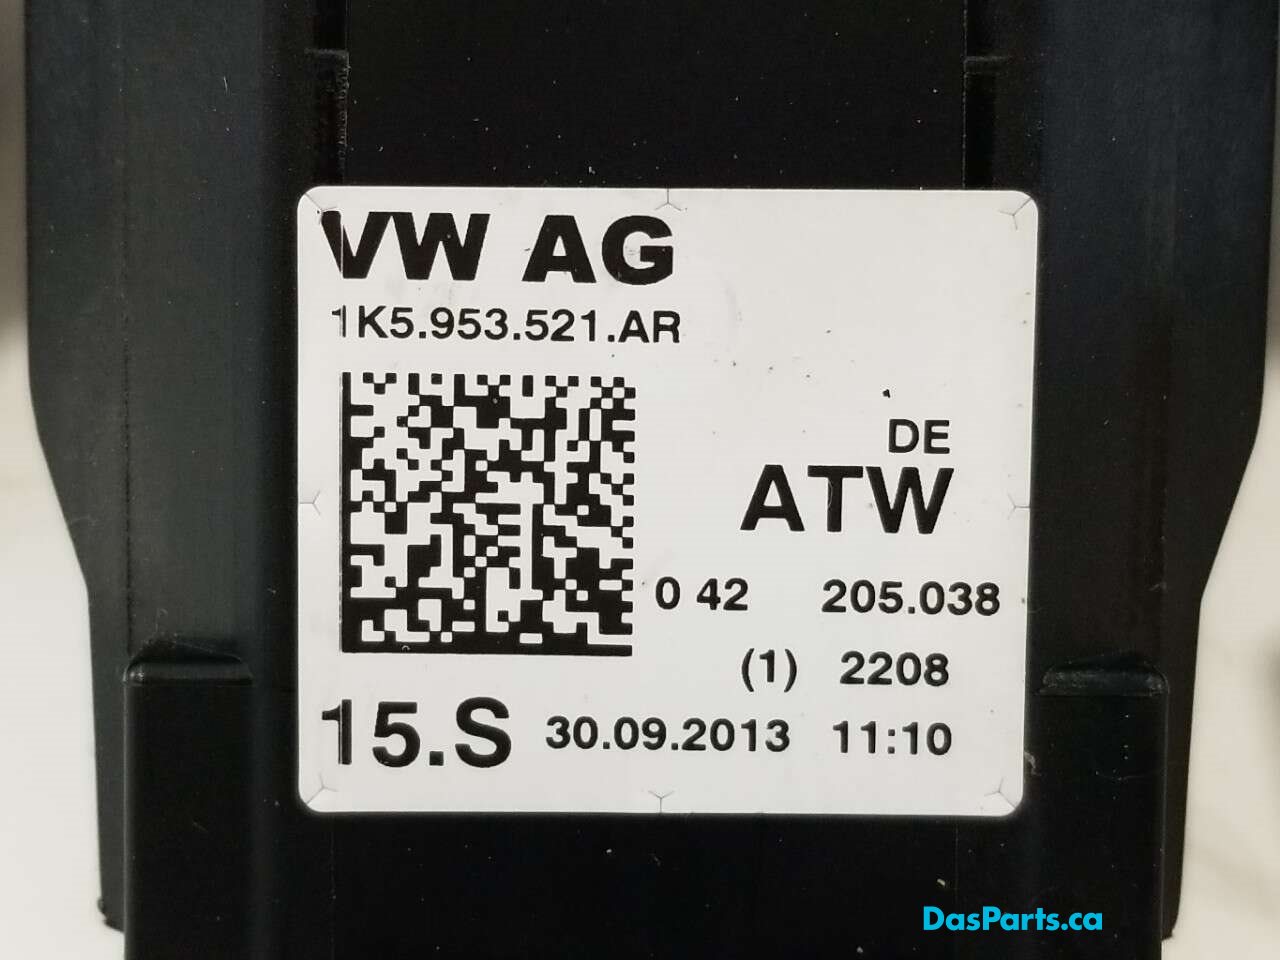 VW AG
1K5.953.521.AR
DE
ATW
0 42 205.038
(1) 2208
15.S 30.09.2013 11:10
DasParts.ca